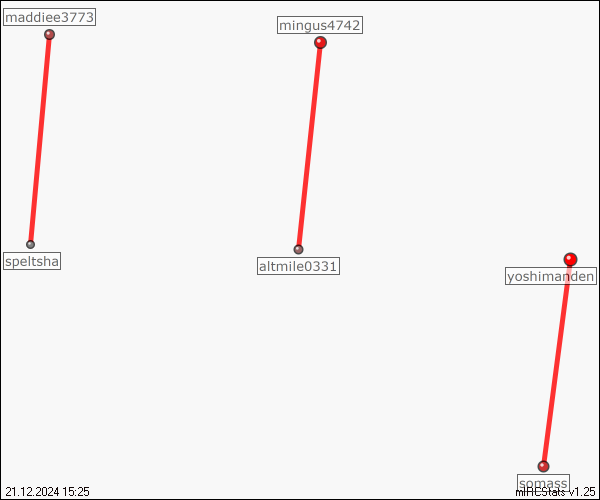 maddiee3773
mingus4742
speltsha
altmile0331
yoshimanden
somass
21.12.2024 15:25
mIRCStats v1.25